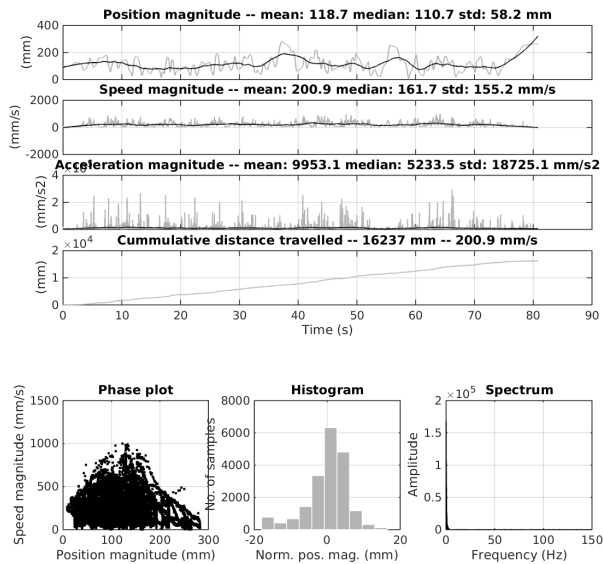 Position magnitude -- mean: 118.7 median: 110.7 std: 58.2 mm
400
200
0
(mm)
Speed magnitude -- mean: 200.9 median: 161.7 std: 155.2 mm/s
2000
0
-2000
(mm/s)
Acceleration magnitude -- mean: 9953.1 median: 5233.5 std: 18725.1 mm/s2
4
2
0
(mm/s2)
×10⁴
Cummulative distance travelled -- 16237 mm -- 200.9 mm/s
2
1
0
(mm)
0 10 20 30 40 50 60 70 80 90
Time (s)
Phase plot
1500
1000
500
0
Speed magnitude (mm/s)
0 100 200 300
Position magnitude (mm)
Histogram
8000
6000
4000
2000
0
No. of samples
-20 0 20
Norm. pos. mag. (mm)
×10⁵
Spectrum
2
1.5
1
0.5
0
Amplitude
0 50 100 150
Frequency (Hz)